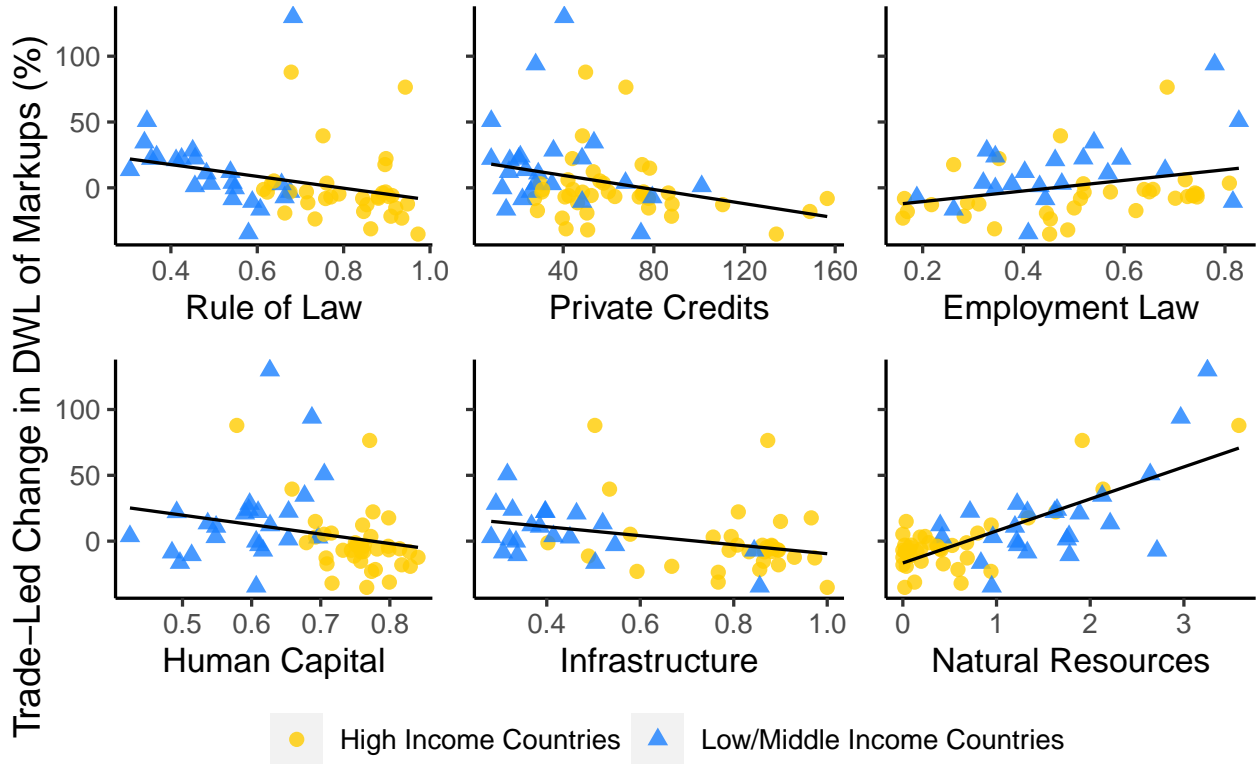 Trade−Led Change in DWL of Markups (%)
100
50
0
0.4 0.6 0.8 1.0
Rule of Law
40 80 120 160
Private Credits
0.2 0.4 0.6 0.8
Employment Law
100
50
0
0.5 0.6 0.7 0.8
Human Capital
0.4 0.6 0.8 1.0
Infrastructure
0 1 2 3
Natural Resources
High Income Countries Low/Middle Income Countries